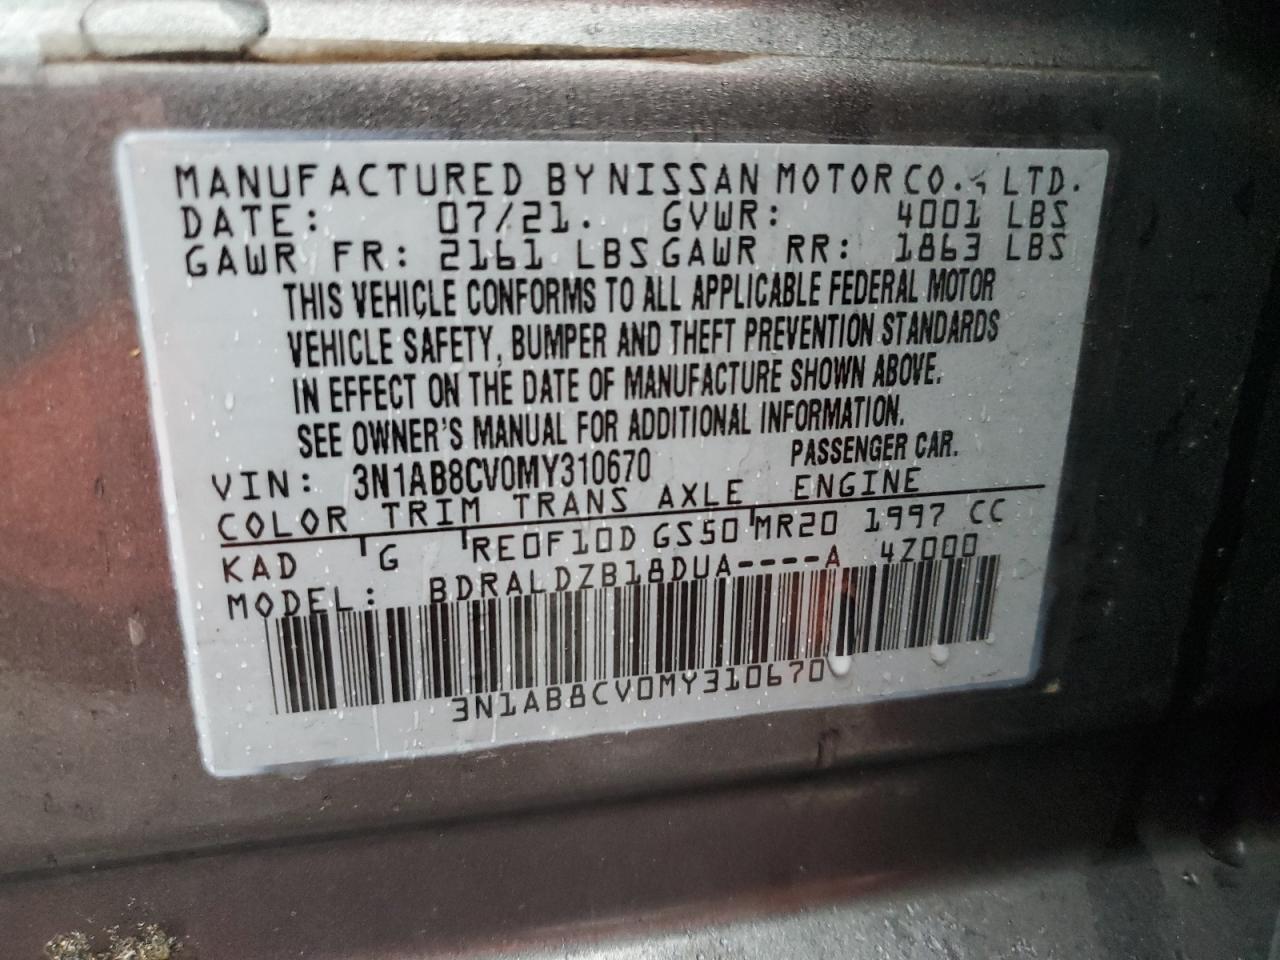 MANUFACTURED BY NISSAN MOTOR CO., LTD.
DATE: 07/21. GVWR: 4001 LBS
GAWR FR: 2161 LBS GAWR RR: 1863 LBS
THIS VEHICLE CONFORMS TO ALL APPLICABLE FEDERAL MOTOR
VEHICLE SAFETY, BUMPER AND THEFT PREVENTION STANDARDS
IN EFFECT ON THE DATE OF MANUFACTURE SHOWN ABOVE.
SEE OWNER'S MANUAL FOR ADDITIONAL INFORMATION.
VIN: 3N1AB8CV0MY310670 PASSENGER CAR.
COLOR TRIM TRANS AXLE ENGINE
KAD G RE0F10D GS50 MR20 1997 CC
MODEL: BDRALDZB18DUA----A 4Z000
3N1AB8CV0MY310670